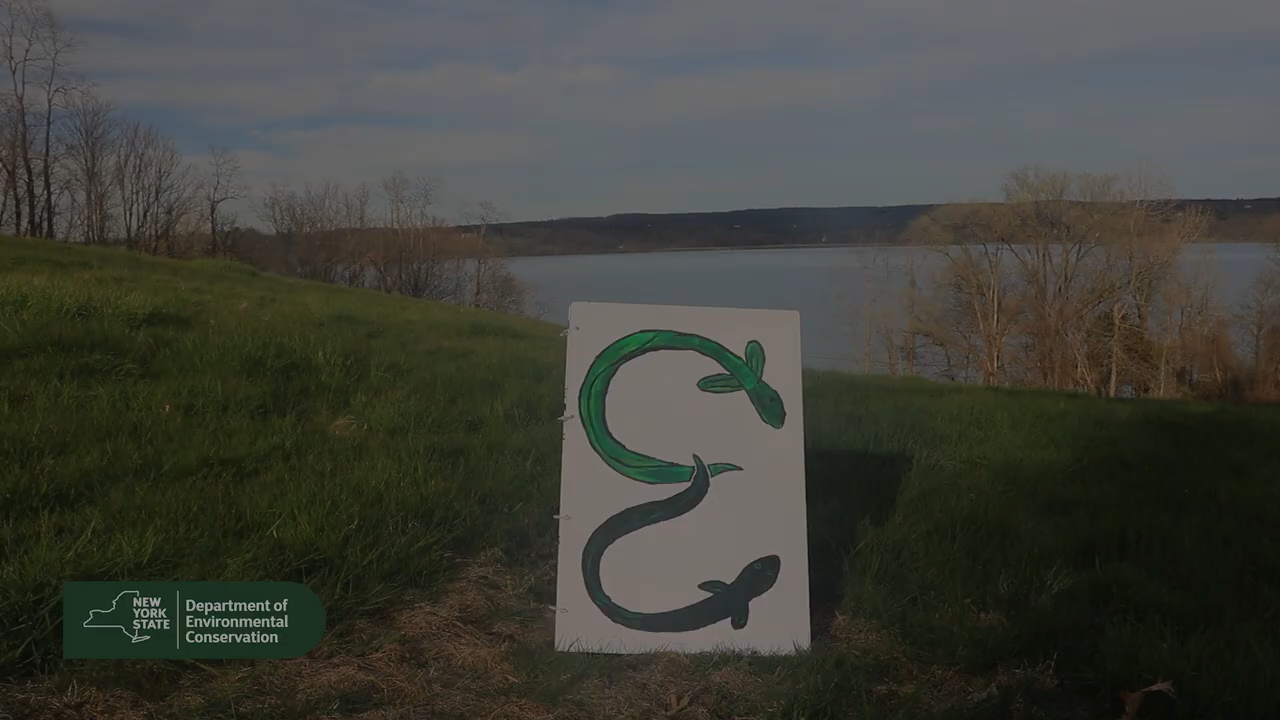 NEW
YORK
STATE
Department of
Environmental
Conservation